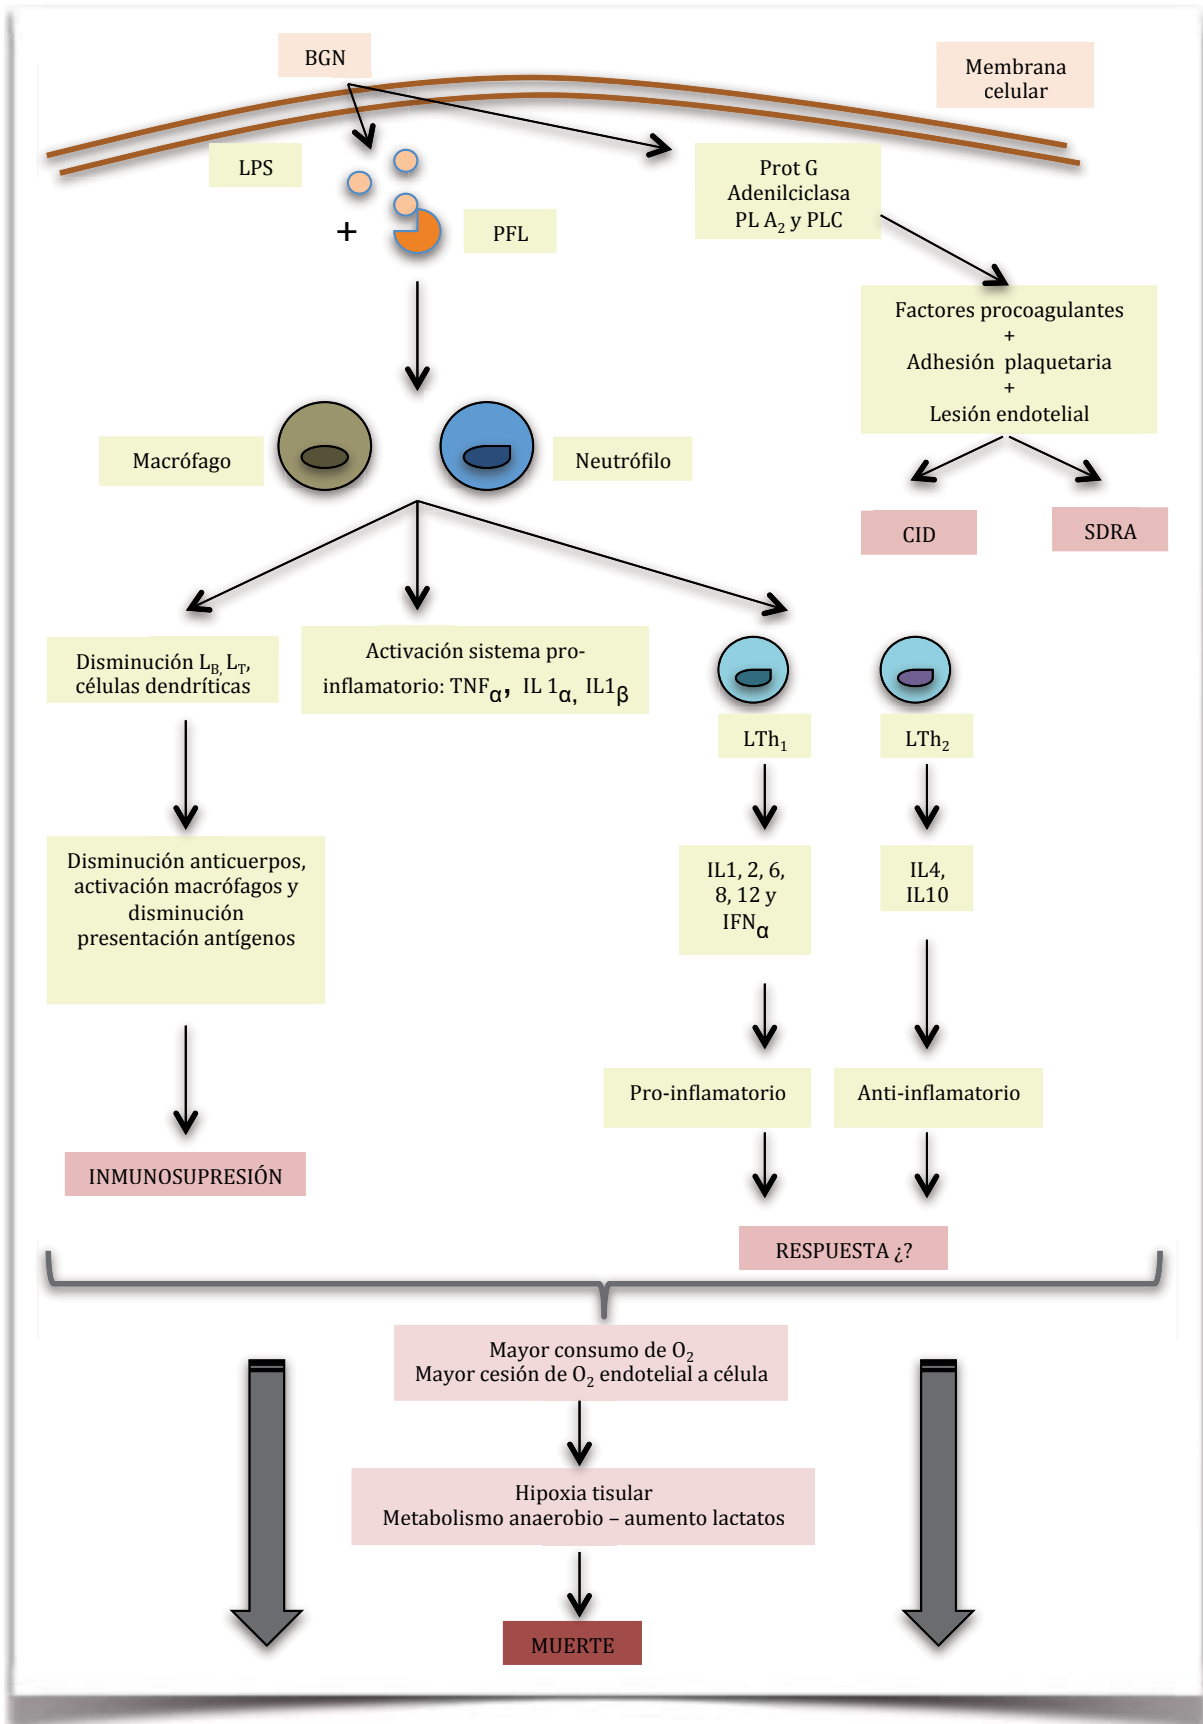 BGN
Membrana
celular
LPS
+
PFL
Prot G
Adenilciclasa
PL A₂ y PLC
Factores procoagulantes
+
Adhesión plaquetaria
+
Lesión endotelial
Macrófago
Neutrófilo
CID
SDRA
Disminución L_B, L_T,
células dendríticas
Activación sistema pro-
inflamatorio: TNFα, IL 1α, IL1β
LTh₁
LTh₂
Disminución anticuerpos,
activación macrófagos y
disminución
presentación antígenos
IL1, 2, 6,
8, 12 y
IFNα
IL4,
IL10
Pro-inflamatorio
Anti-inflamatorio
INMUNOSUPRESIÓN
RESPUESTA ¿?
Mayor consumo de O₂
Mayor cesión de O₂ endotelial a célula
Hipoxia tisular
Metabolismo anaerobio – aumento lactatos
MUERTE